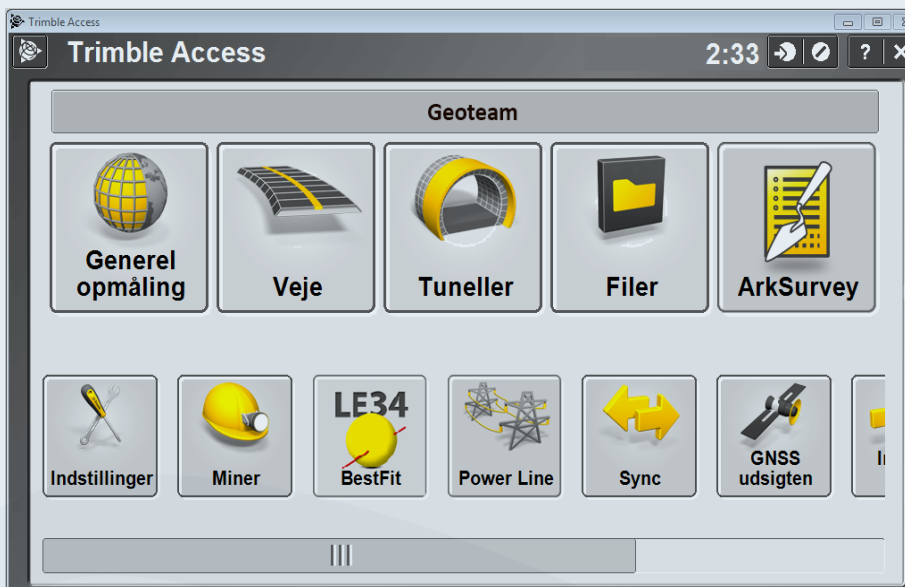 Trimble Access
Trimble Access
2:33
?
Geoteam
Generel
opmåling
Veje
Tuneller
Filer
ArkSurvey
LE34
BestFit
Indstillinger
Miner
Power Line
Sync
GNSS
udsigten